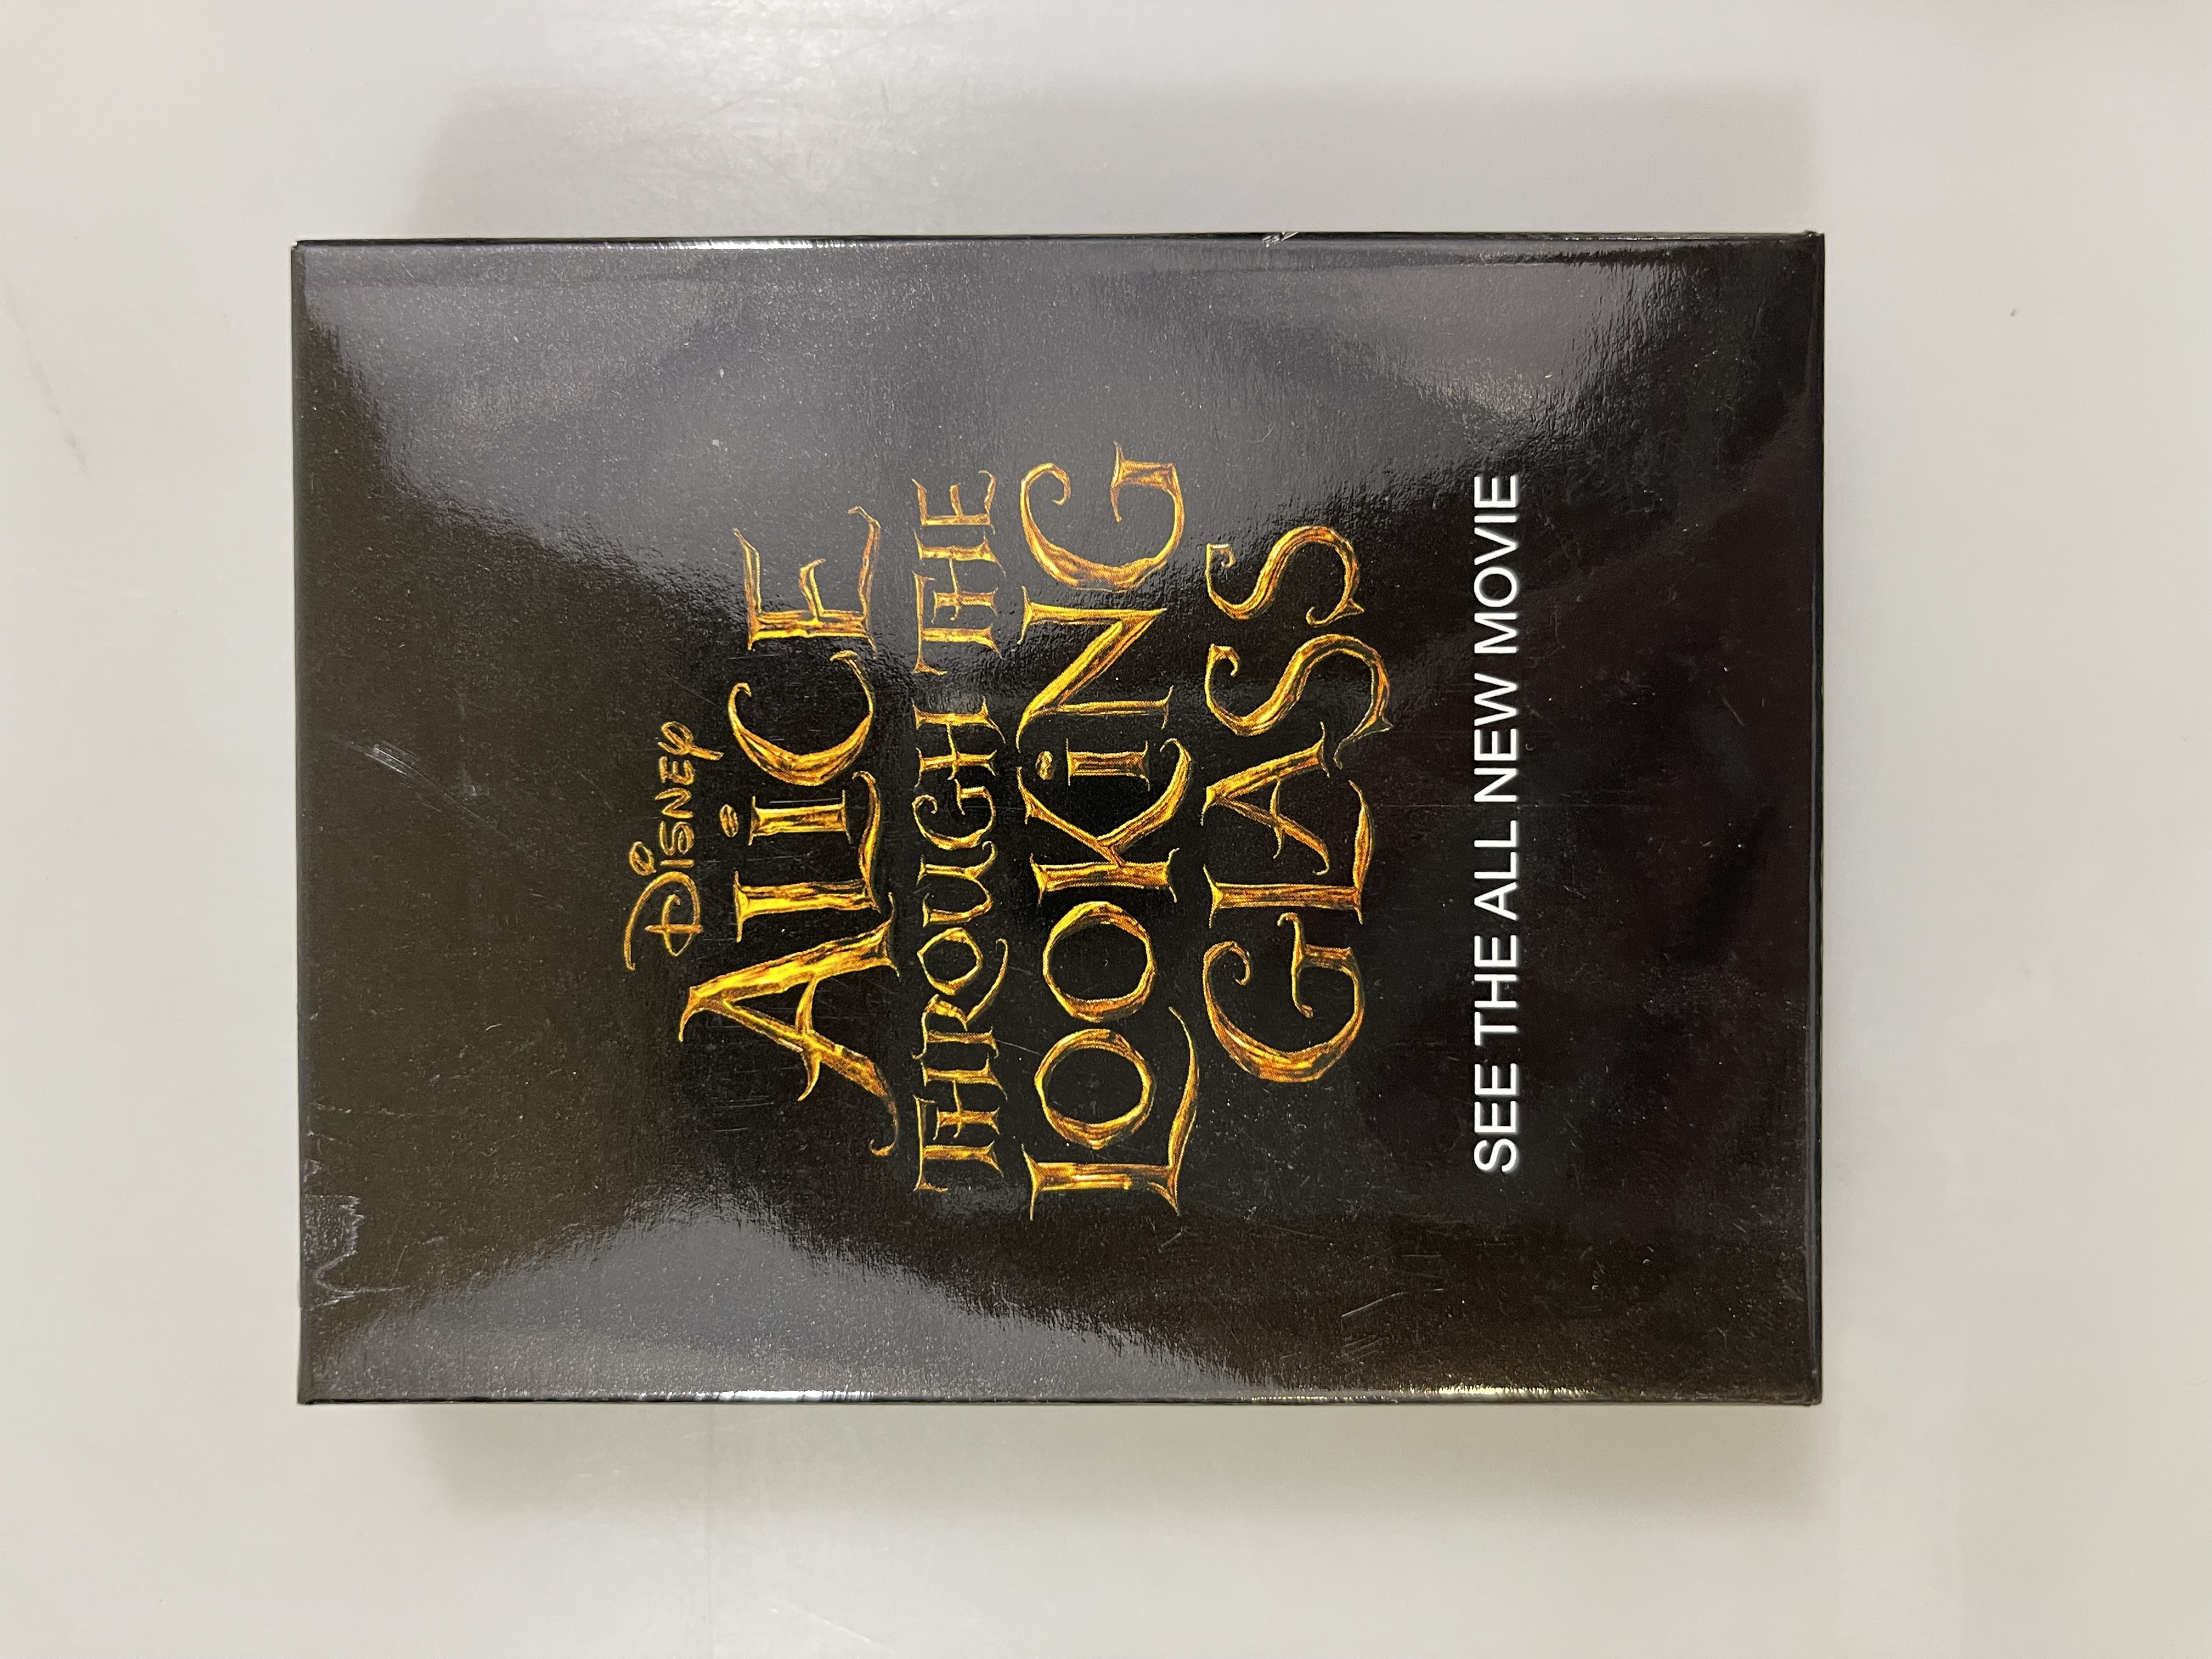 DISNEY
ALiCE
THROUGH THE
LOOKiNG
GLASS
SEE THE ALL NEW MOVIE